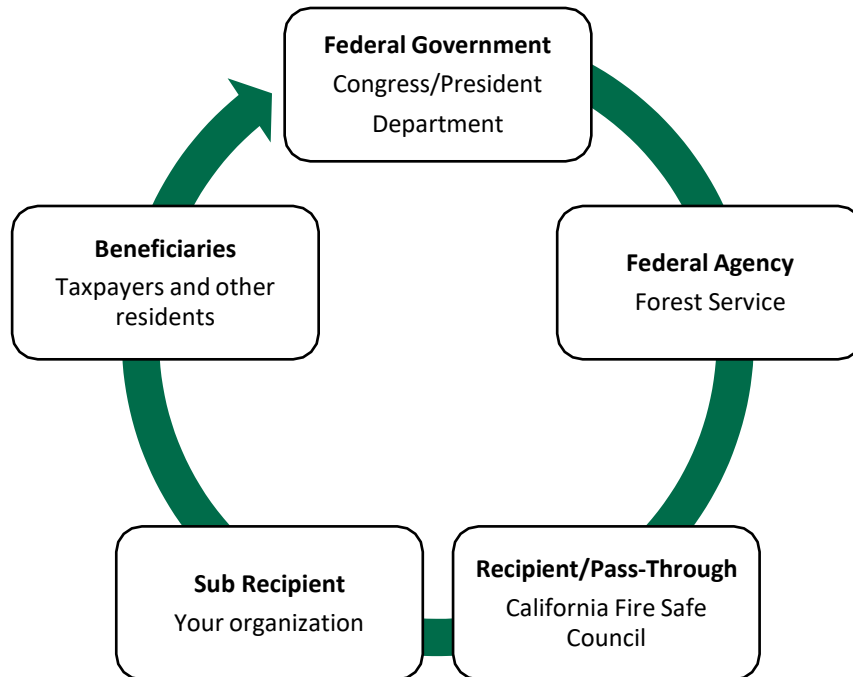 Federal Government
Congress/President
Department
Federal Agency
Forest Service
Recipient/Pass-Through
California Fire Safe
Council
Sub Recipient
Your organization
Beneficiaries
Taxpayers and other
residents